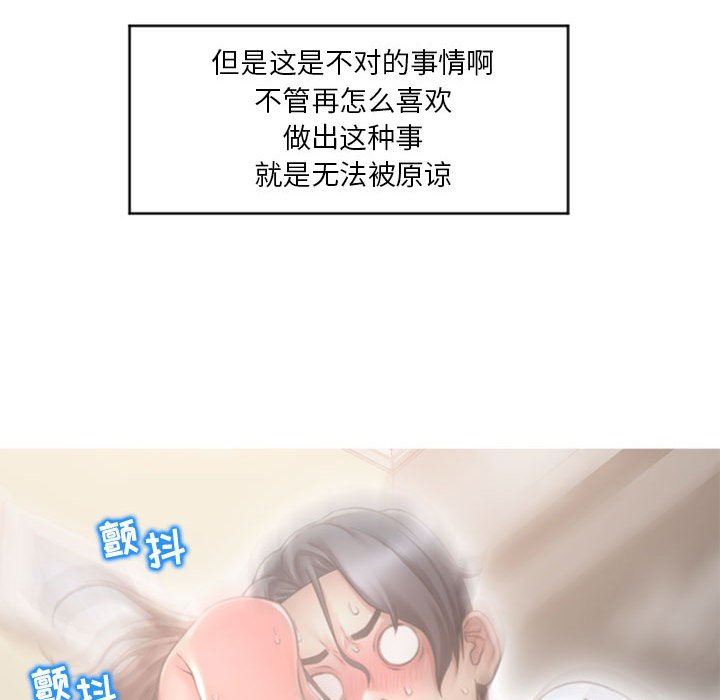 但是这是不对的事情啊
不管再怎么喜欢
做出这种事
就是无法被原谅
颤抖
颤抖